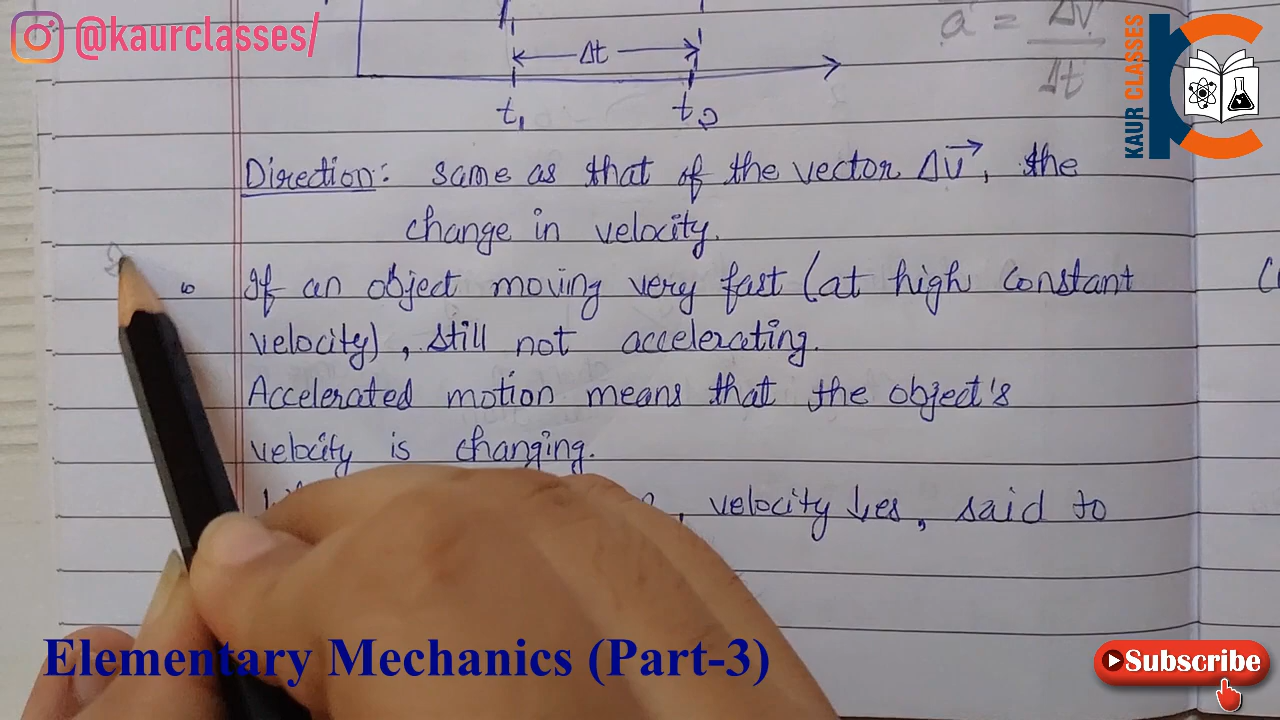 @kaurclasses/
KAUR CLASSES
a = Δv
Δt
← Δt →
t₁ t₂
Direction: same as that of the vector Δv⃗, the
change in velocity.
If an object moving very fast (at high constant
velocity), still not accelerating.
Accelerated motion means that the object's
velocity is changing.
, velocity ↓es, said to
Elementary Mechanics (Part-3)
Subscribe